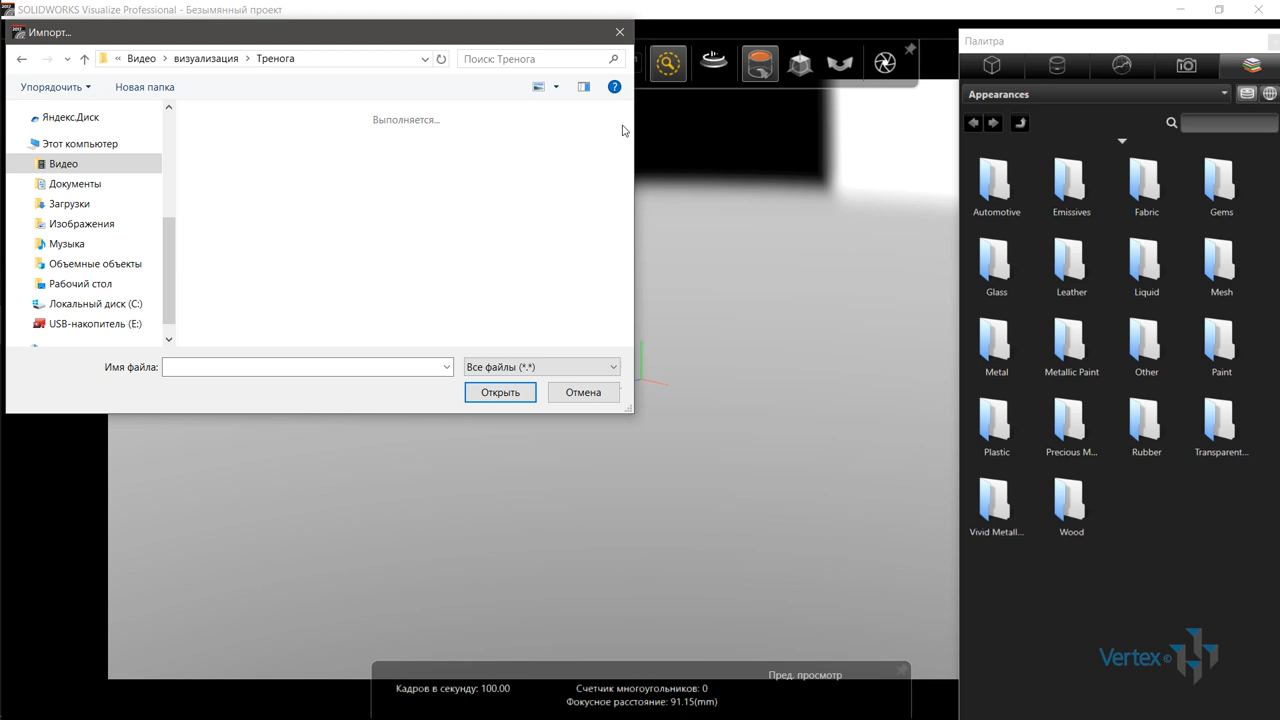 SOLIDWORKS Visualize Professional - Безымянный проект
Импорт...
« Видео визуализация Тренога
Поиск: Тренога
Упорядочить
Новая папка
Яндекс.Диск
Этот компьютер
Видео
Документы
Загрузки
Изображения
Музыка
Объемные объекты
Рабочий стол
Локальный диск (C:)
USB-накопитель (E:)
Выполняется...
Имя файла:
Все файлы (*.*)
Открыть
Отмена
Палитра
Appearances
Automotive
Emissives
Fabric
Gems
Glass
Leather
Liquid
Mesh
Metal
Metallic Paint
Other
Paint
Plastic
Precious M...
Rubber
Transparent...
Vivid Metall...
Wood
Vertex©
Пред. просмотр
Кадров в секунду: 100.00
Счетчик многоугольников: 0
Фокусное расстояние: 91.15(mm)